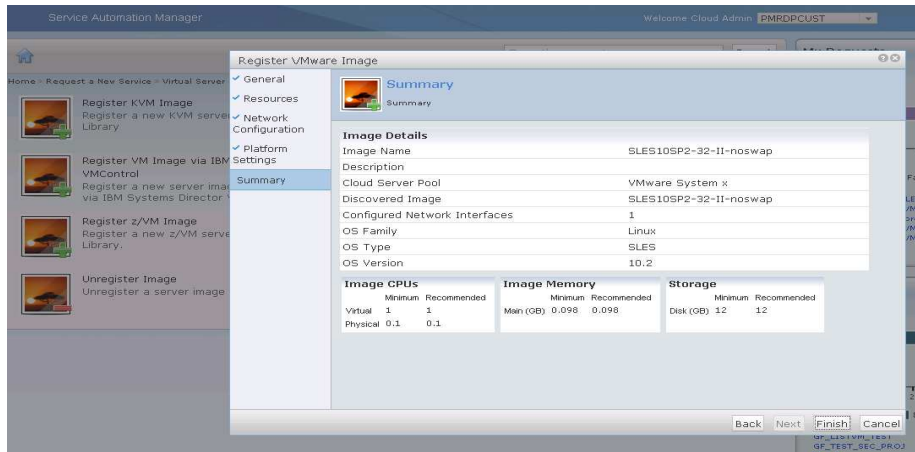 Service Automation Manager
Welcome Cloud Admin PMRDPCUST
Home
Request a New Service
Virtual Server
Register KVM Image
Register a new KVM server
Library
Register VM Image via IBM
VMControl
Register a new server
via IBM Systems Director
Register z/VM Image
Register a new z/VM
Library.
Unregister Image
Unregister a server image
Register VMware Image
General
Resources
Network
Configuration
Platform
Settings
Summary
Summary
Summary
Image Details
Image Name SLES10SP2-32-II-noswap
Description
Cloud Server Pool VMware System x
Discovered Image SLES10SP2-32-II-noswap
Configured Network Interfaces 1
OS Family Linux
OS Type SLES
OS Version 10.2
Image CPUs
Minimum Recommended
Virtual 1 1
Physical 0.1 0.1
Image Memory
Minimum Recommended
Main (GB) 0.098 0.098
Storage
Minimum Recommended
Disk (GB) 12 12
Back Next Finish Cancel
GF_LISTVM_TEST
GF_TEST_SEC_PROJ